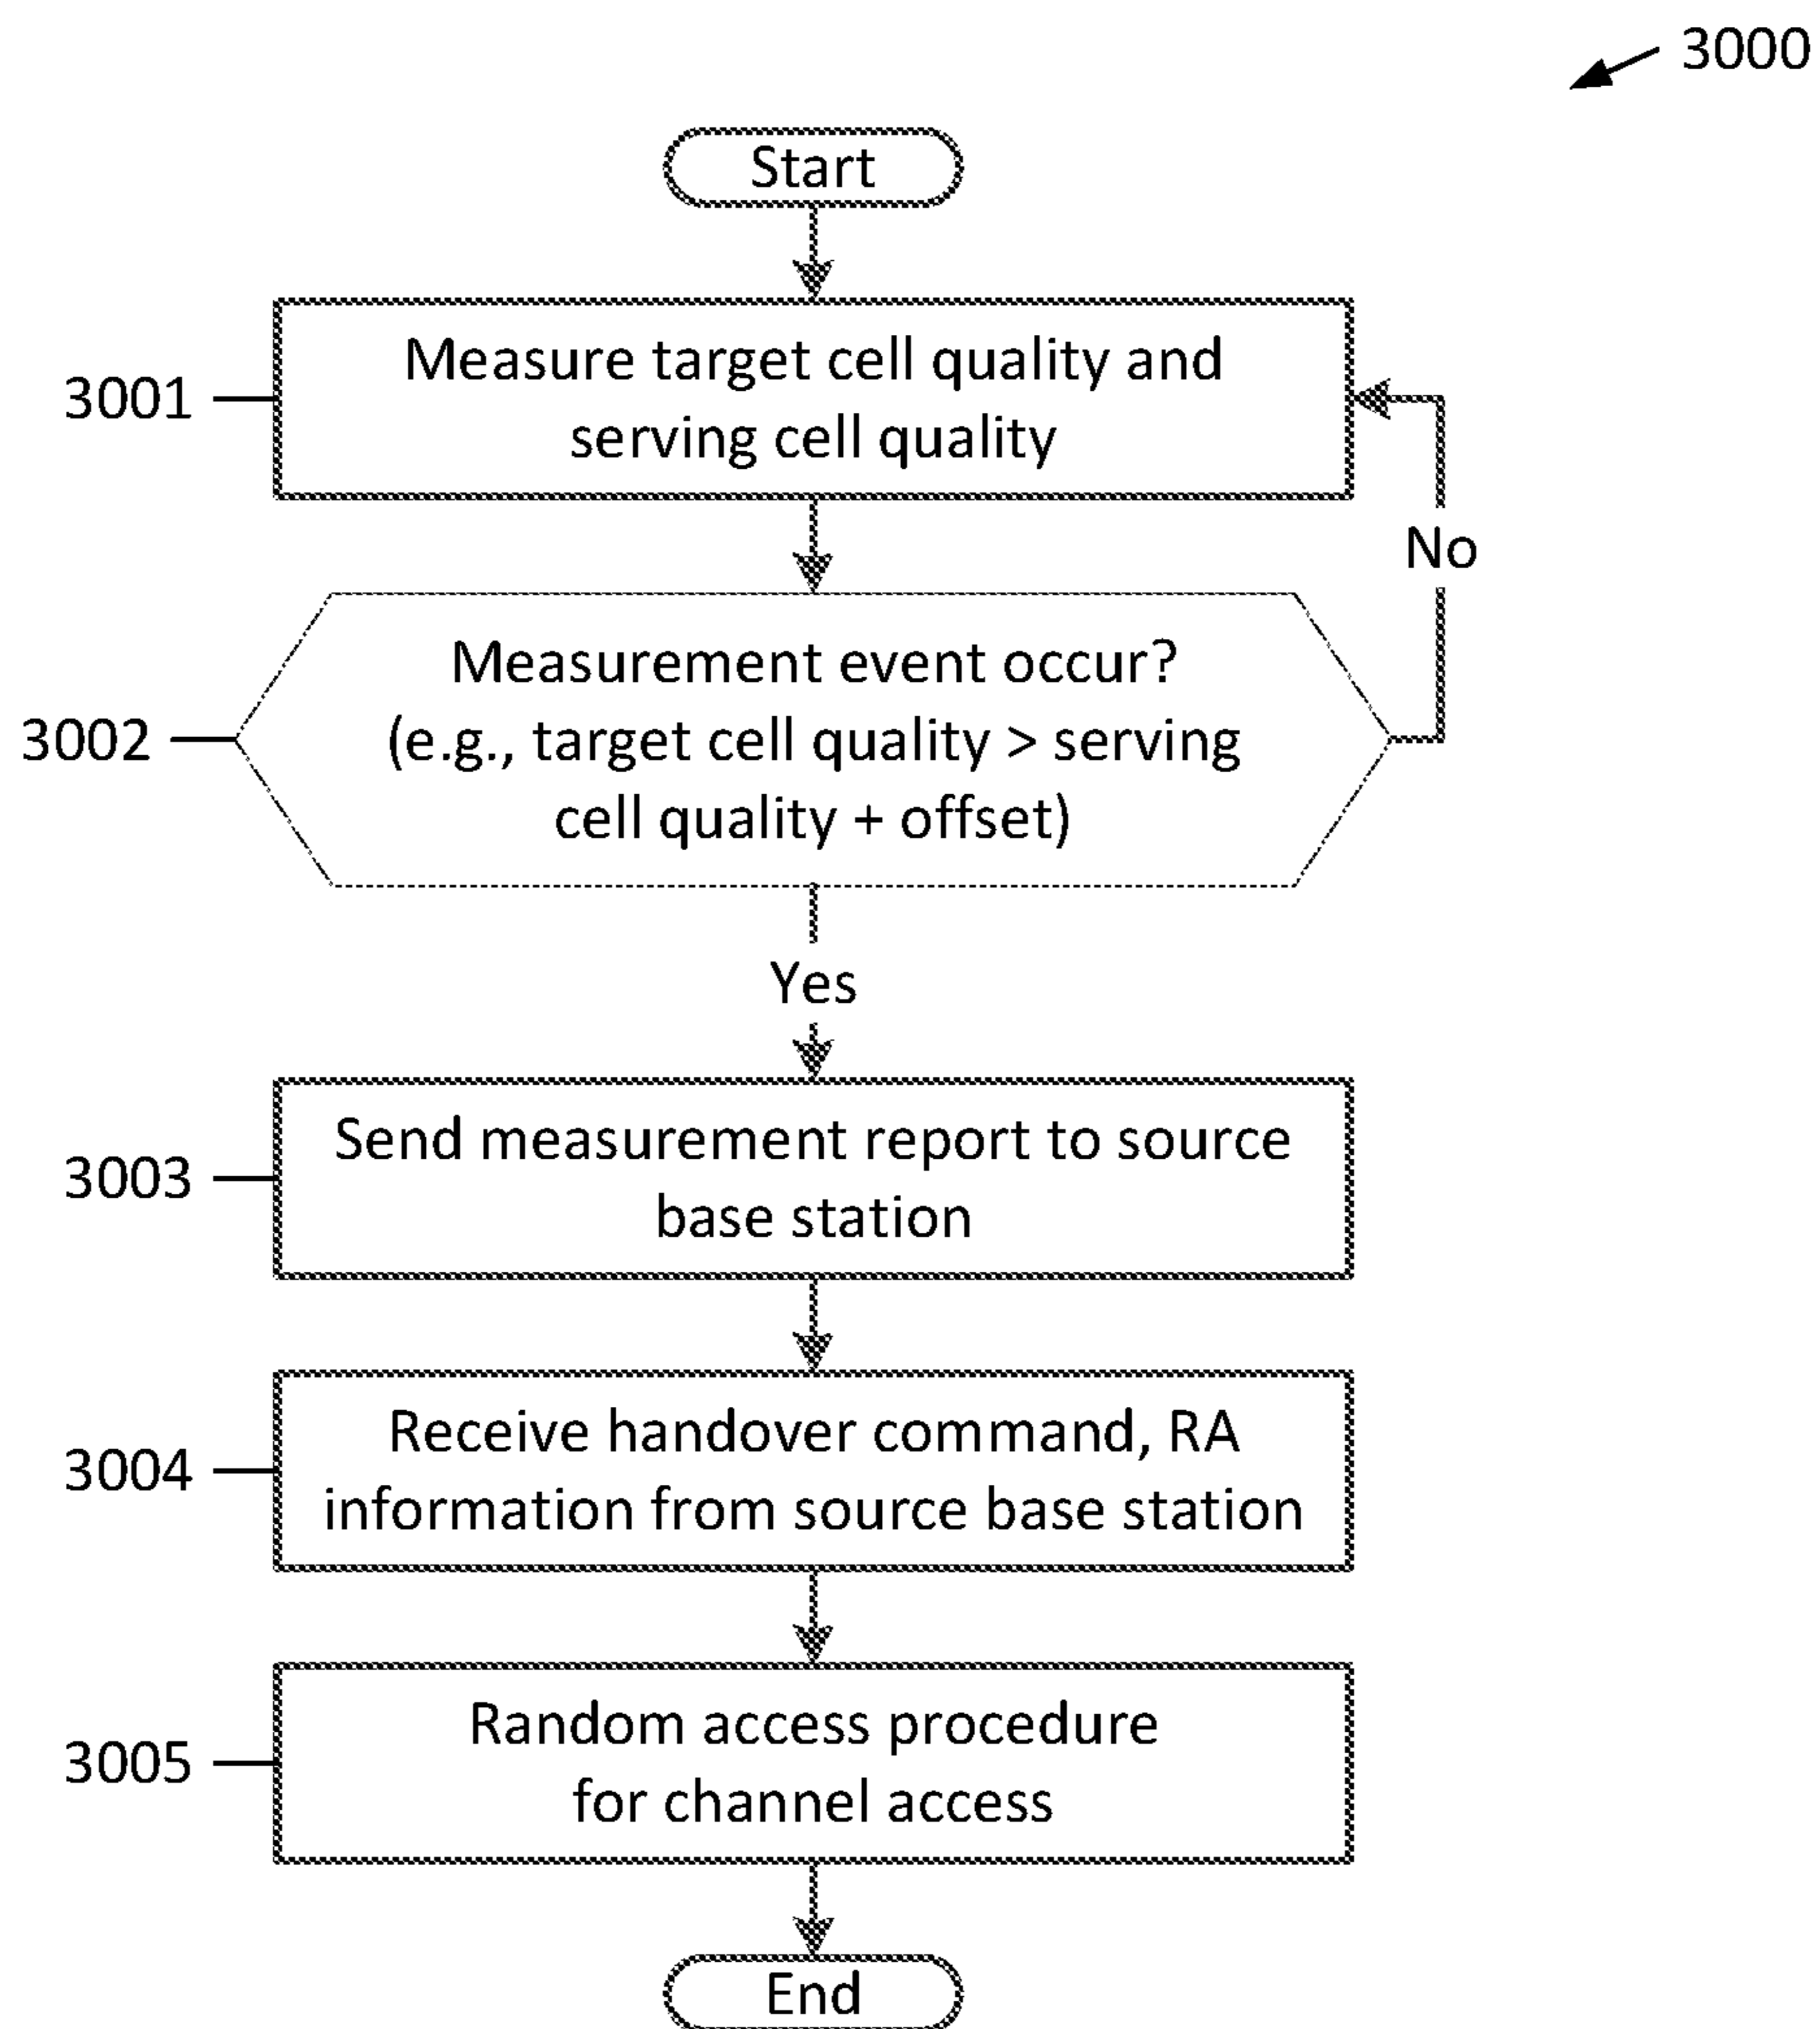 3000
Start
3001
Measure target cell quality and
serving cell quality
No
3002
Measurement event occur?
(e.g., target cell quality > serving
cell quality + offset)
Yes
3003
Send measurement report to source
base station
3004
Receive handover command, RA
information from source base station
3005
Random access procedure
for channel access
End